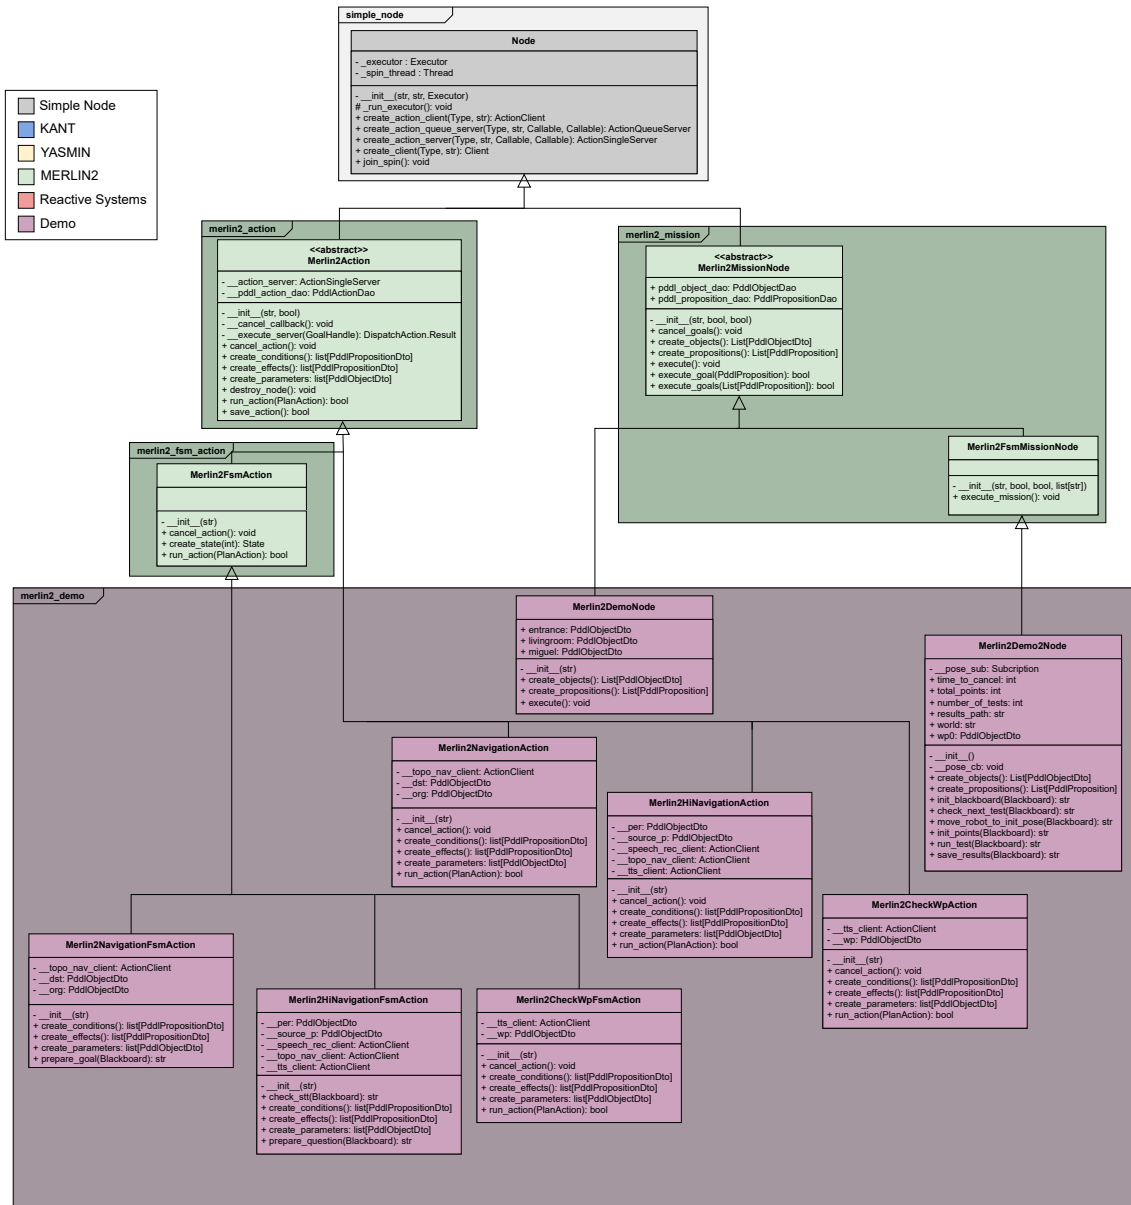 simple_node
Node
- _executor : Executor
- _spin_thread : Thread
- __init__(str, str, Executor)
# _run_executor(): void
+ create_action_client(Type, str): ActionClient
+ create_action_queue_server(Type, str, Callable, Callable): ActionQueueServer
+ create_action_server(Type, str, Callable, Callable): ActionSingleServer
+ create_client(Type, str): Client
+ join_spin(): void
Simple Node
KANT
YASMIN
MERLIN2
Reactive Systems
Demo
merlin2_action
<<abstract>>
Merlin2Action
- __action_server: ActionSingleServer
- __pddl_action_dao: PddlActionDao
- __init__(str, bool)
- __cancel_callback(): void
- __execute_server(GoalHandle): DispatchAction.Result
+ cancel_action(): void
+ create_conditions(): list[PddlPropositionDto]
+ create_effects(): list[PddlPropositionDto]
+ create_parameters: list[PddlObjectDto]
+ destroy_node(): void
+ run_action(PlanAction): bool
+ save_action(): bool
merlin2_mission
<<abstract>>
Merlin2MissionNode
+ pddl_object_dao: PddlObjectDao
+ pddl_proposition_dao: PddlPropositionDao
- __init__(str, bool, bool)
+ cancel_goals(): void
+ create_objects(): List[PddlObjectDto]
+ create_propositions(): List[PddlProposition]
+ execute(): void
+ execute_goal(PddlProposition): bool
+ execute_goals(List[PddlProposition]): bool
merlin2_fsm_action
Merlin2FsmAction
- __init__(str)
+ cancel_action(): void
+ create_state(int): State
+ run_action(PlanAction): bool
Merlin2FsmMissionNode
- __init__(str, bool, bool, list[str])
+ execute_mission(): void
merlin2_demo
Merlin2DemoNode
+ entrance: PddlObjectDto
+ livingroom: PddlObjectDto
+ miguel: PddlObjectDto
- __init__(str)
+ create_objects(): List[PddlObjectDto]
+ create_propositions(): List[PddlProposition]
+ execute(): void
Merlin2Demo2Node
- __pose_sub: Subcription
+ time_to_cancel: int
+ total_points: int
+ number_of_tests: int
+ results_path: str
+ world: str
+ wp0: PddlObjectDto
- __init__()
- __pose_cb: void
+ create_objects(): List[PddlObjectDto]
+ create_propositions(): List[PddlProposition]
+ init_blackboard(Blackboard): str
+ check_next_test(Blackboard): str
+ move_robot_to_init_pose(Blackboard): str
+ init_points(Blackboard): str
+ run_test(Blackboard): str
+ save_results(Blackboard): str
Merlin2NavigationAction
- __topo_nav_client: ActionClient
- __dst: PddlObjectDto
- __org: PddlObjectDto
- __init__(str)
+ cancel_action(): void
+ create_conditions(): list[PddlPropositionDto]
+ create_effects(): list[PddlPropositionDto]
+ create_parameters: list[PddlObjectDto]
+ run_action(PlanAction): bool
Merlin2HiNavigationAction
- __per: PddlObjectDto
- __source_p: PddlObjectDto
- __speech_rec_client: ActionClient
- __topo_nav_client: ActionClient
- __tts_client: ActionClient
- __init__(str)
+ cancel_action(): void
+ create_conditions(): list[PddlPropositionDto]
+ create_effects(): list[PddlPropositionDto]
+ create_parameters: list[PddlObjectDto]
+ run_action(PlanAction): bool
Merlin2CheckWpAction
- __tts_client: ActionClient
- __wp: PddlObjectDto
- __init__(str)
+ cancel_action(): void
+ create_conditions(): list[PddlPropositionDto]
+ create_effects(): list[PddlPropositionDto]
+ create_parameters: list[PddlObjectDto]
+ run_action(PlanAction): bool
Merlin2NavigationFsmAction
- __topo_nav_client: ActionClient
- __dst: PddlObjectDto
- __org: PddlObjectDto
- __init__(str)
+ create_conditions(): list[PddlPropositionDto]
+ create_effects(): list[PddlPropositionDto]
+ create_parameters: list[PddlObjectDto]
+ prepare_goal(Blackboard): str
Merlin2HiNavigationFsmAction
- __per: PddlObjectDto
- __source_p: PddlObjectDto
- __speech_rec_client: ActionClient
- __topo_nav_client: ActionClient
- __tts_client: ActionClient
- __init__(str)
+ check_stt(Blackboard): str
+ create_conditions(): list[PddlPropositionDto]
+ create_effects(): list[PddlPropositionDto]
+ create_parameters: list[PddlObjectDto]
+ prepare_question(Blackboard): str
Merlin2CheckWpFsmAction
- __tts_client: ActionClient
- __wp: PddlObjectDto
- __init__(str)
+ cancel_action(): void
+ create_conditions(): list[PddlPropositionDto]
+ create_effects(): list[PddlPropositionDto]
+ create_parameters: list[PddlObjectDto]
+ run_action(PlanAction): bool